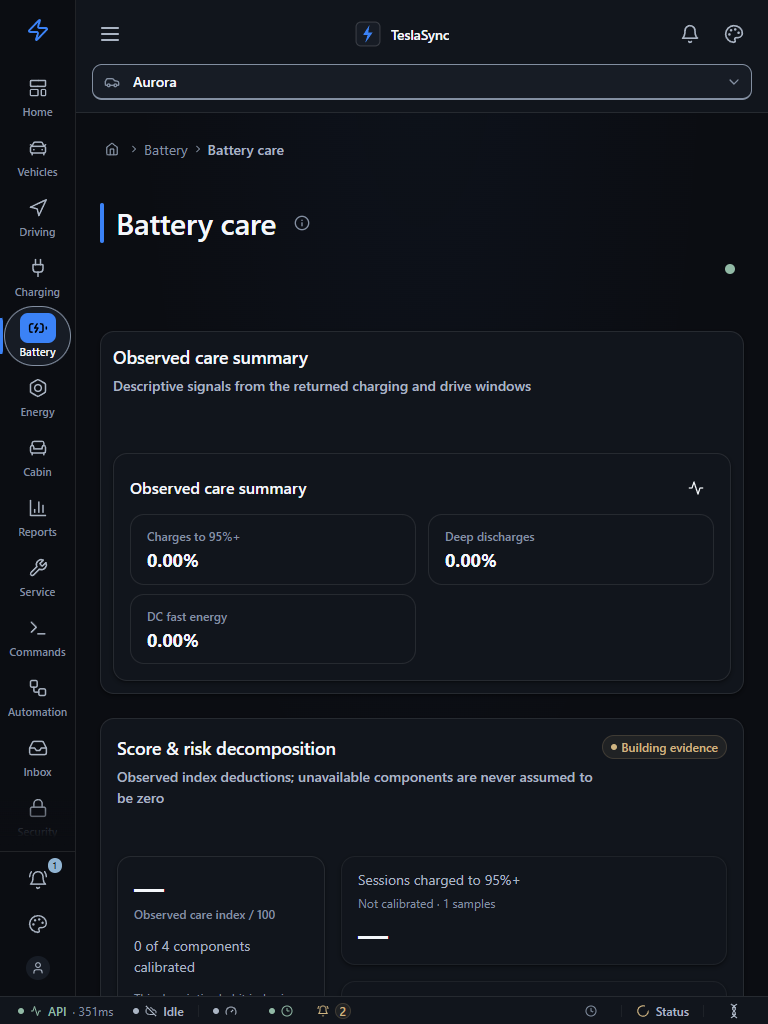 TeslaSync
Aurora
Home
Vehicles
Driving
Charging
Battery
Energy
Cabin
Reports
Service
Commands
Automation
Inbox
Security
1
Battery
Battery care
Battery care
Observed care summary
Descriptive signals from the returned charging and drive windows
Observed care summary
Charges to 95%+
0.00%
Deep discharges
0.00%
DC fast energy
0.00%
Score & risk decomposition
Building evidence
Observed index deductions; unavailable components are never assumed to
be zero
—
Observed care index / 100
0 of 4 components
calibrated
Sessions charged to 95%+
Not calibrated · 1 samples
—
API · 351ms
Idle
2
Status